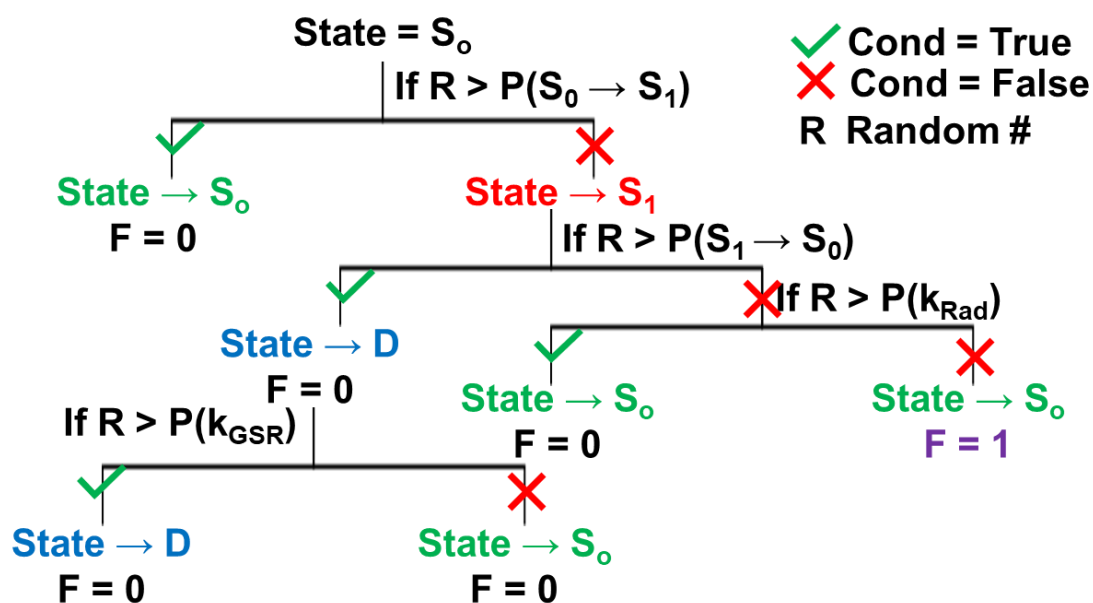 State = So
If R > P(S0 → S1)
Cond = True
Cond = False
R Random #
State → So
F = 0
State → S1
If R > P(S1 → S0)
If R > P(kRad)
State → D
F = 0
State → So
F = 0
State → So
F = 1
If R > P(kGSR)
State → D
F = 0
State → So
F = 0